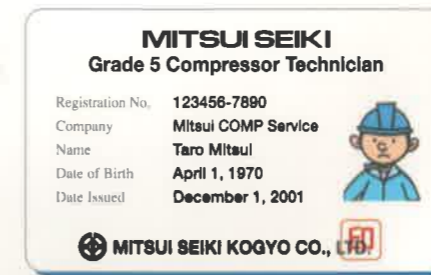 MITSUI SEIKI
Grade 5 Compressor Technician
Registration No. 123456-7890
Company Mitsui COMP Service
Name Taro Mitsui
Date of Birth April 1, 1970
Date Issued December 1, 2001
MITSUI SEIKI KOGYO CO., LTD.
印